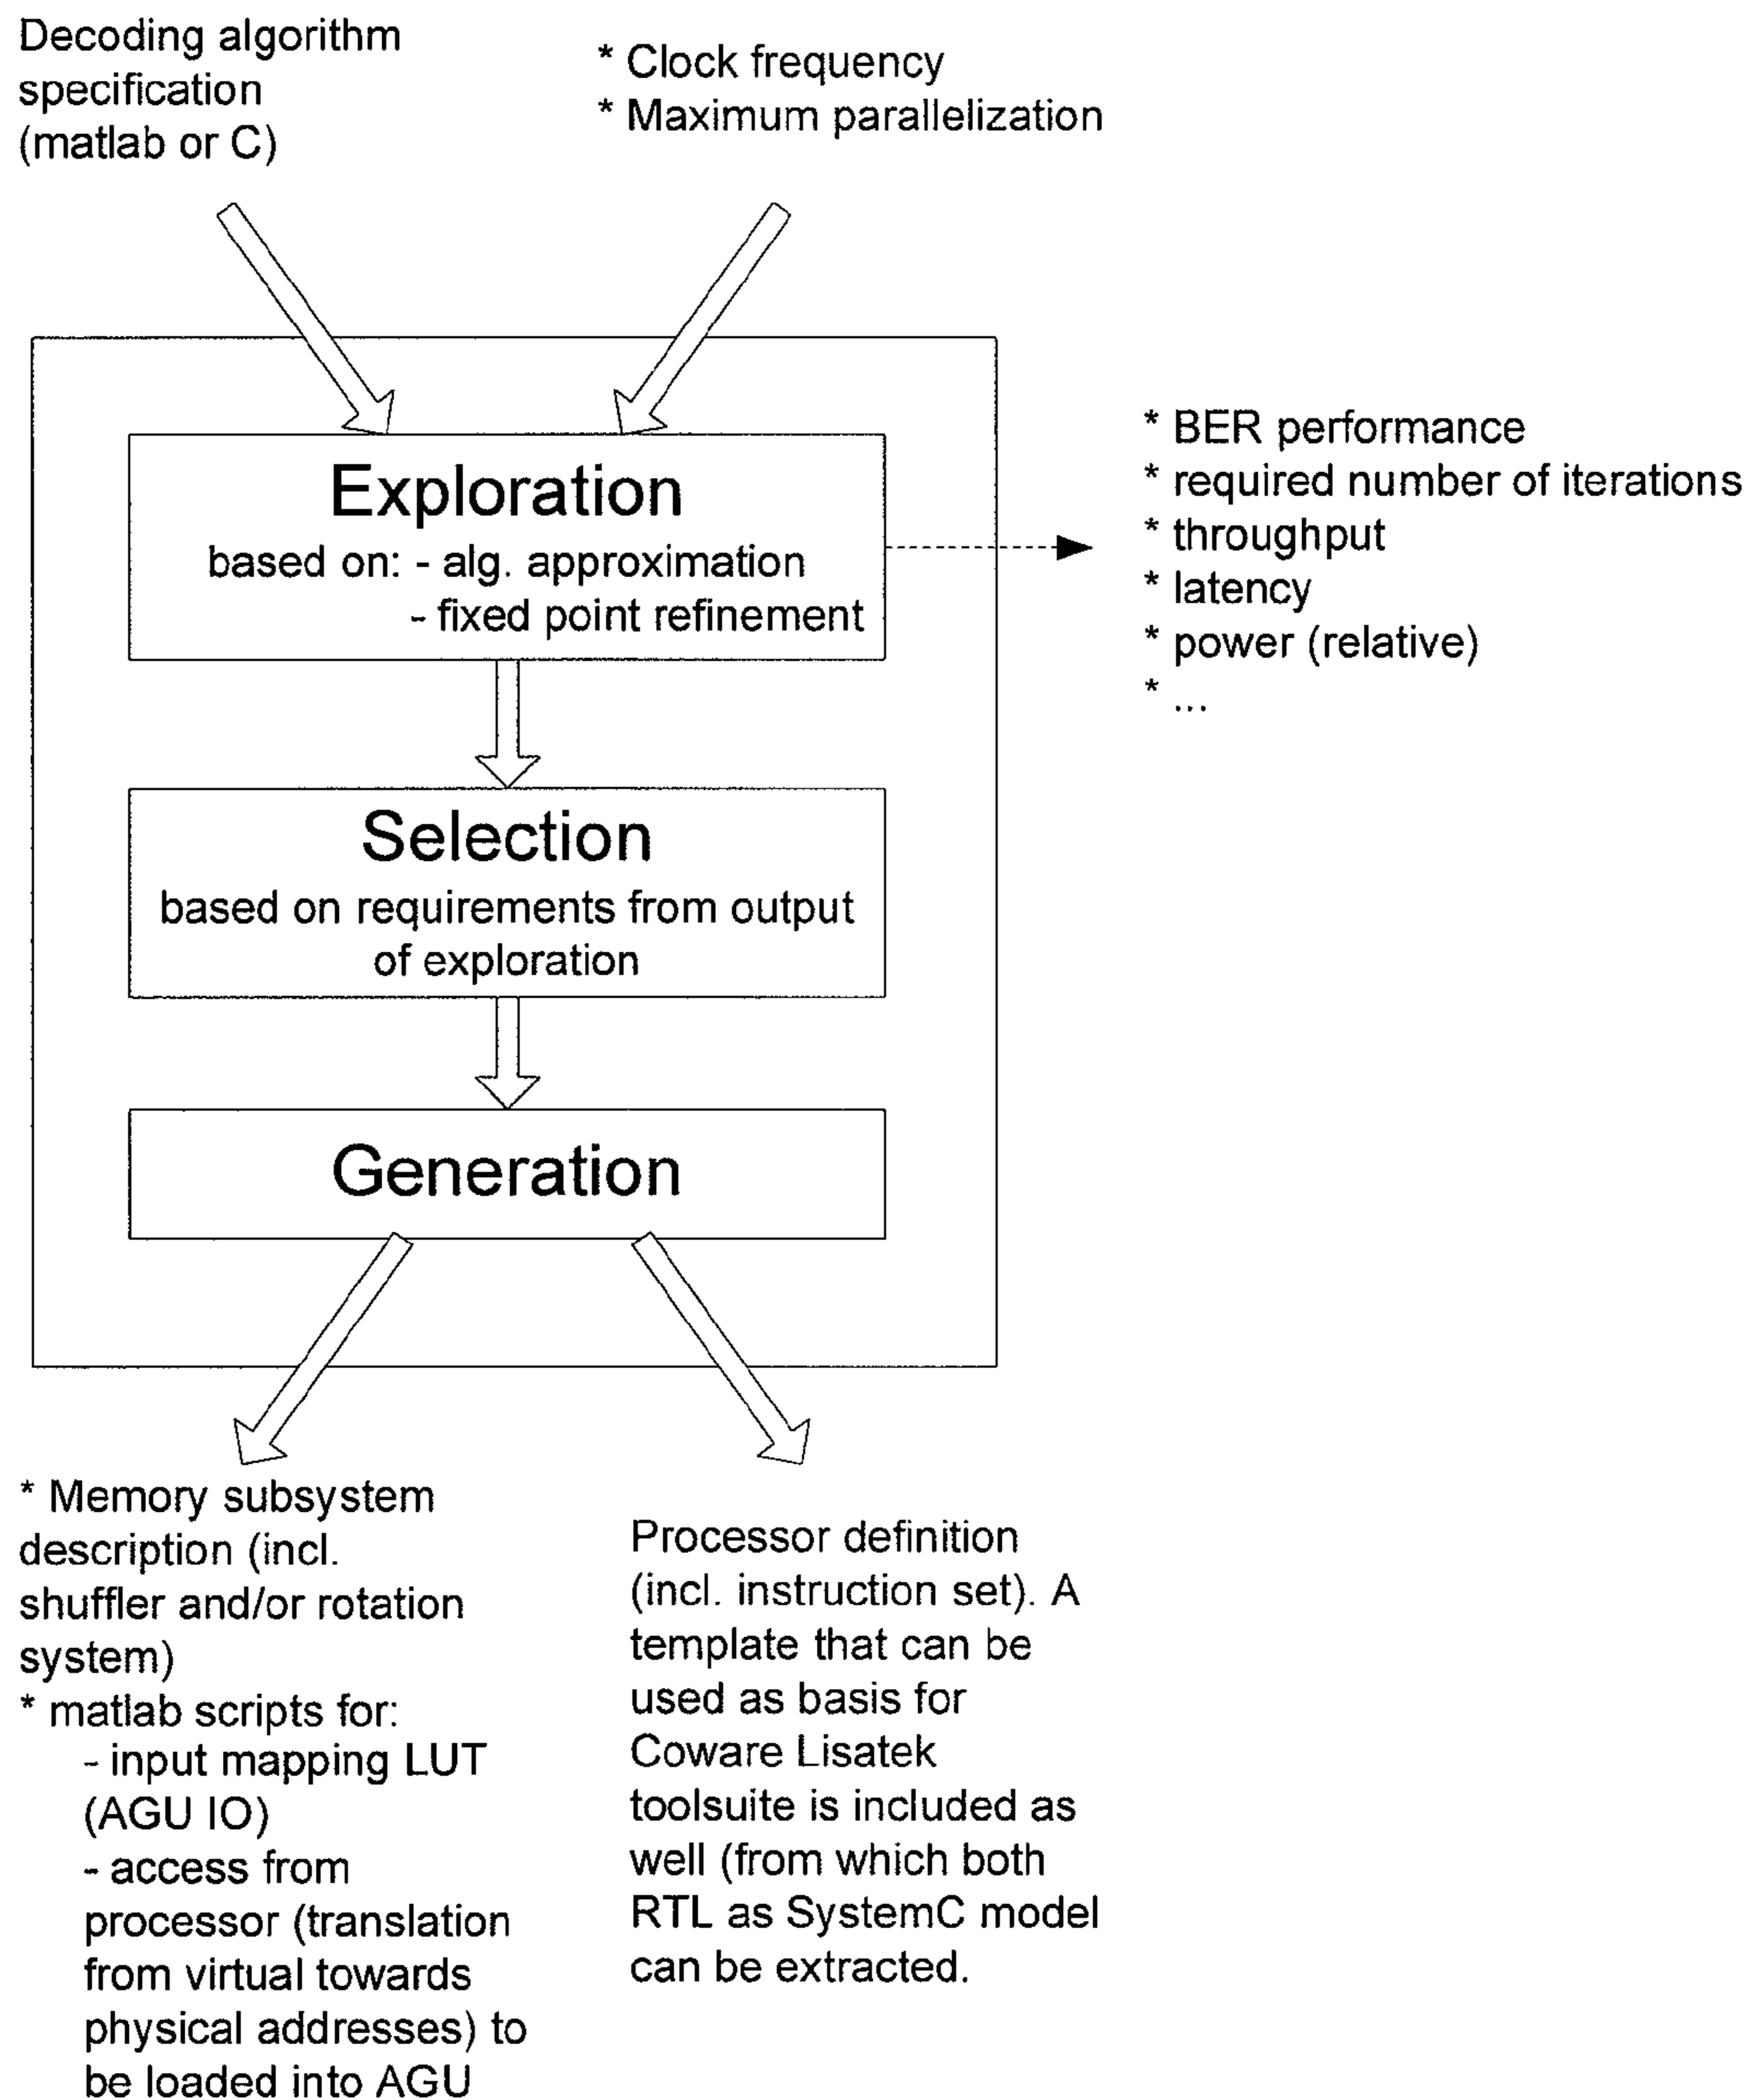 Decoding algorithm
specification
(matlab or C)
* Clock frequency
* Maximum parallelization
Exploration
based on: - alg. approximation
- fixed point refinement
* BER performance
* required number of iterations
* throughput
* latency
* power (relative)
* ...
Selection
based on requirements from output
of exploration
Generation
* Memory subsystem
description (incl.
shuffler and/or rotation
system)
* matlab scripts for:
- input mapping LUT
(AGU IO)
- access from
processor (translation
from virtual towards
physical addresses) to
be loaded into AGU
Processor definition
(incl. instruction set). A
template that can be
used as basis for
Coware Lisatek
toolsuite is included as
well (from which both
RTL as SystemC model
can be extracted.